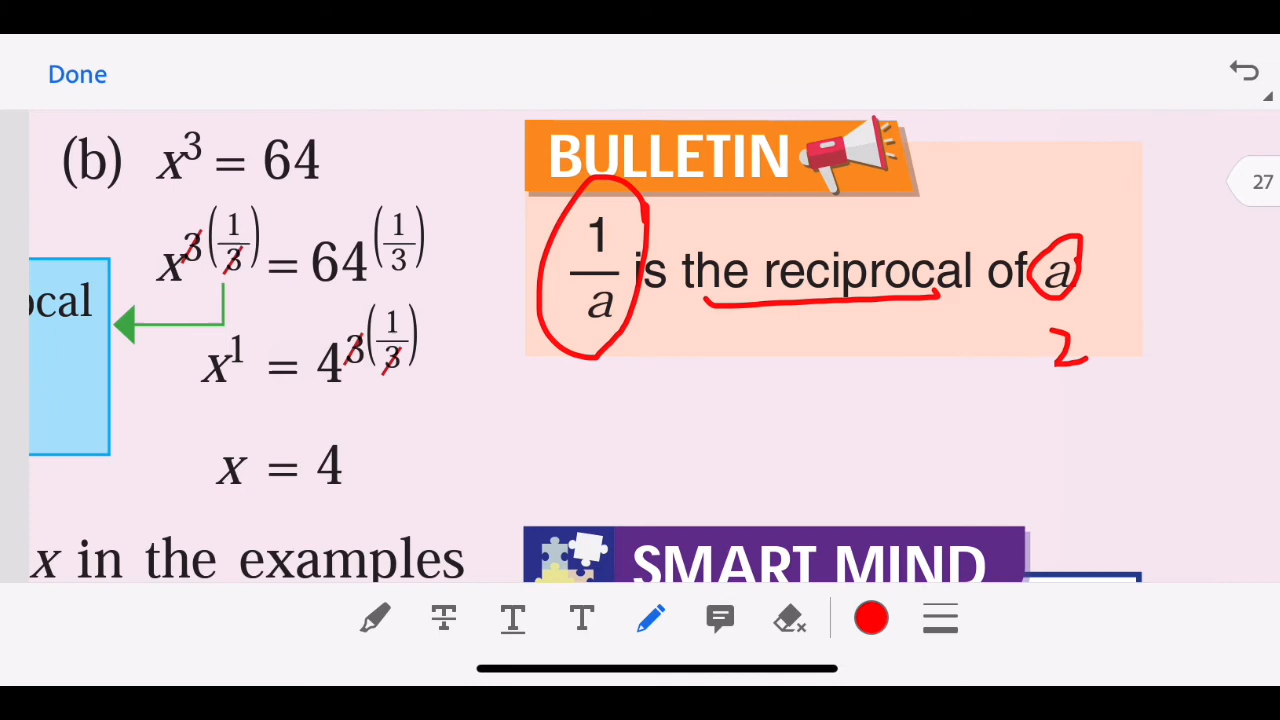 Done
(b) x³ = 64
x^3(1/3) = 64^(1/3)
x¹ = 4^3(1/3)
x = 4
x in the examples
BULLETIN
1/a is the reciprocal of a.
2
27
SMART MIND
T
T
T